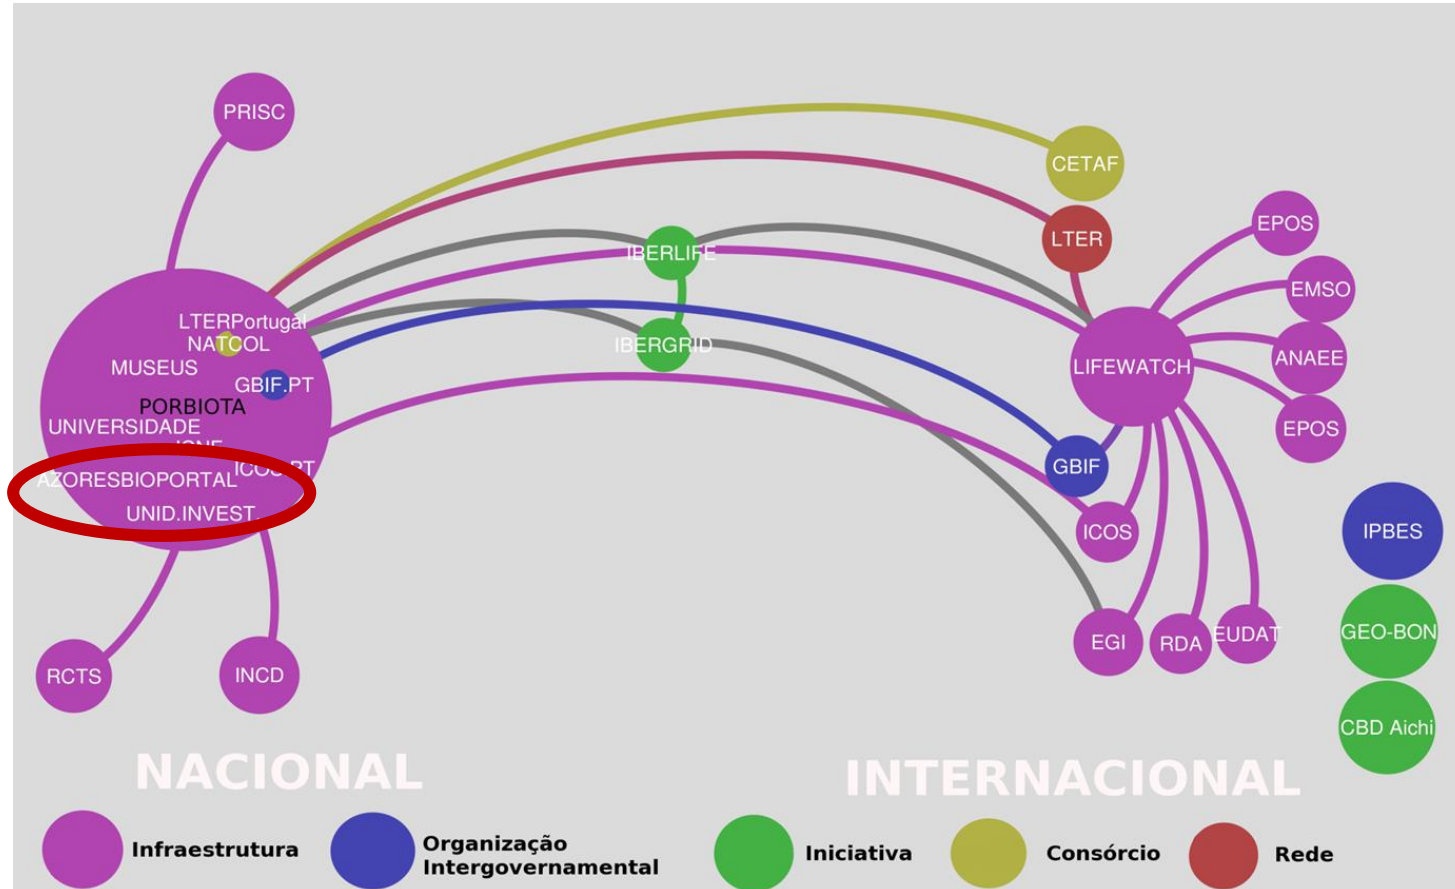 PRISC
CETAF
LTER
EPOS
IBERLIFE
EMSO
LTERPortugal
NATCOL
IBERGRID
ANAEE
MUSEUS
LIFEWATCH
GBIF.PT
PORBIOTA
UNIVERSIDADE
EPOS
ICOS.PT
GBIF
AZORESBIOPORTAL
UNID.INVEST.
ICOS
IPBES
EGI
RDA
EUDAT
GEO-BON
RCTS
INCD
CBD Aichi
NACIONAL
INTERNACIONAL
Infraestrutura
Organização
Intergovernamental
Iniciativa
Consórcio
Rede